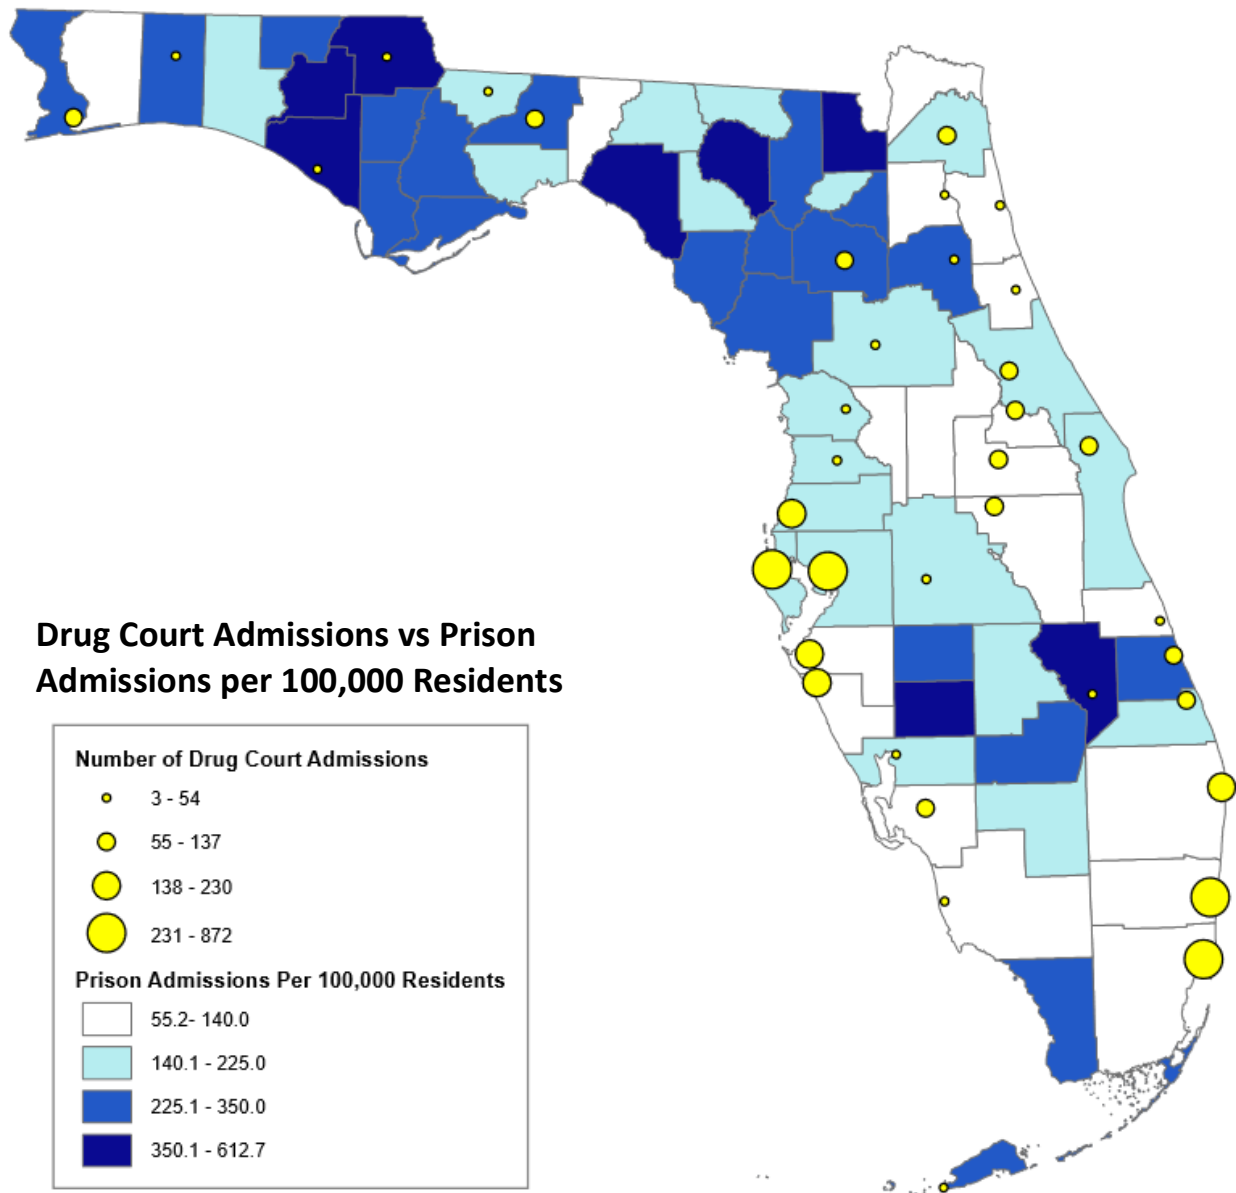 Drug Court Admissions vs Prison
Admissions per 100,000 Residents
Number of Drug Court Admissions
3 - 54
55 - 137
138 - 230
231 - 872
Prison Admissions Per 100,000 Residents
55.2- 140.0
140.1 - 225.0
225.1 - 350.0
350.1 - 612.7